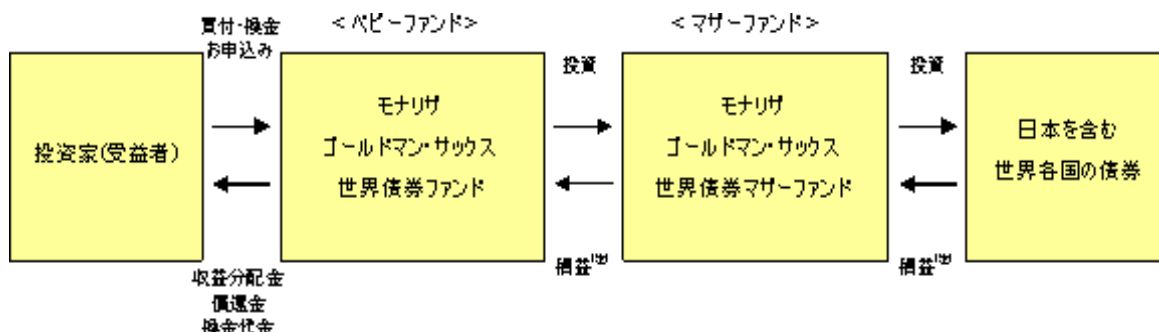 買付・換金
お申込み
<ベビーファンド>
<マザーファンド>
投資
投資
投資家(受益者)
モナリザ
ゴールドマン・サックス
世界債券ファンド
モナリザ
ゴールドマン・サックス
世界債券マザーファンド
日本を含む
世界各国の債券
収益分配金
償還金
換金代金
損益
損益